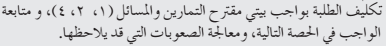 تكليف الطلبة بواجب بيتي مقترح التمارين والمسائل (١، ٢، ٤)، و متابعة
الواجب في الحصة التالية، ومعالجة الصعوبات التي قد يلاحظها.